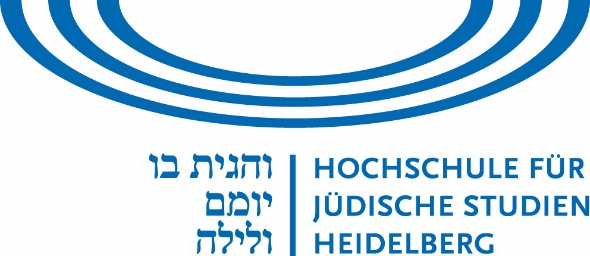 והגית בו
יומם
ולילה
HOCHSCHULE FÜR
JÜDISCHE STUDIEN
HEIDELBERG